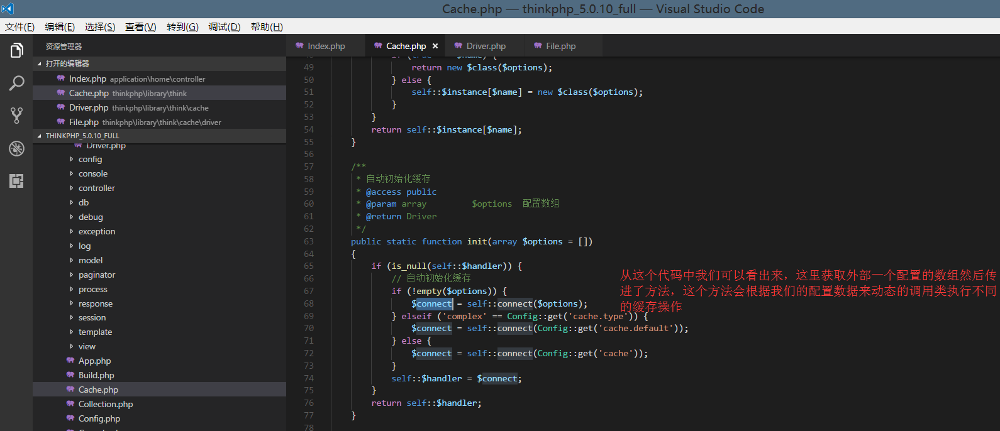 Cache.php — thinkphp_5.0.10_full — Visual Studio Code
文件(F) 编辑(E) 选择(S) 查看(V) 转到(G) 调试(D) 帮助(H)
资源管理器
打开的编辑器
Index.php application\home\controller
Cache.php thinkphp\library\think
Driver.php thinkphp\library\think\cache
File.php thinkphp\library\think\cache\driver
THINKPHP_5.0.10_FULL
Driver.php
config
console
controller
db
debug
exception
log
model
paginator
process
response
session
template
view
App.php
Build.php
Cache.php
Collection.php
Config.php
Index.php Cache.php × Driver.php File.php
49 return new $class($options);
50 } else {
51 self::$instance[$name] = new $class($options);
52 }
53 }
54 return self::$instance[$name];
55 }
56
57 /**
58 * 自动初始化缓存
59 * @access public
60 * @param array $options 配置数组
61 * @return Driver
62 */
63 public static function init(array $options = [])
64 {
65 if (is_null(self::$handler)) {
66 // 自动初始化缓存
67 if (!empty($options)) {
68 $connect = self::connect($options);
69 } elseif ('complex' == Config::get('cache.type')) {
70 $connect = self::connect(Config::get('cache.default'));
71 } else {
72 $connect = self::connect(Config::get('cache'));
73 }
74 self::$handler = $connect;
75 }
76 return self::$handler;
77 }
78
从这个代码中我们可以看出来，这里获取外部一个配置的数组然后传
进了方法，这个方法会根据我们的配置数据来动态的调用类执行不同
的缓存操作